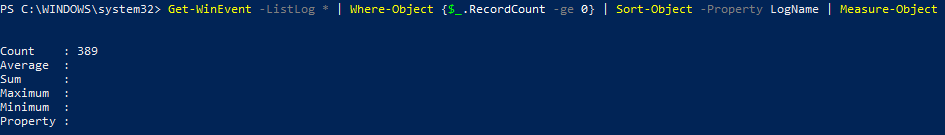 PS C:\WINDOWS\system32> Get-WinEvent -ListLog * | Where-Object {$_.RecordCount -ge 0} | Sort-Object -Property LogName | Measure-Object
Count    : 389
Average  :
Sum      :
Maximum  :
Minimum  :
Property :